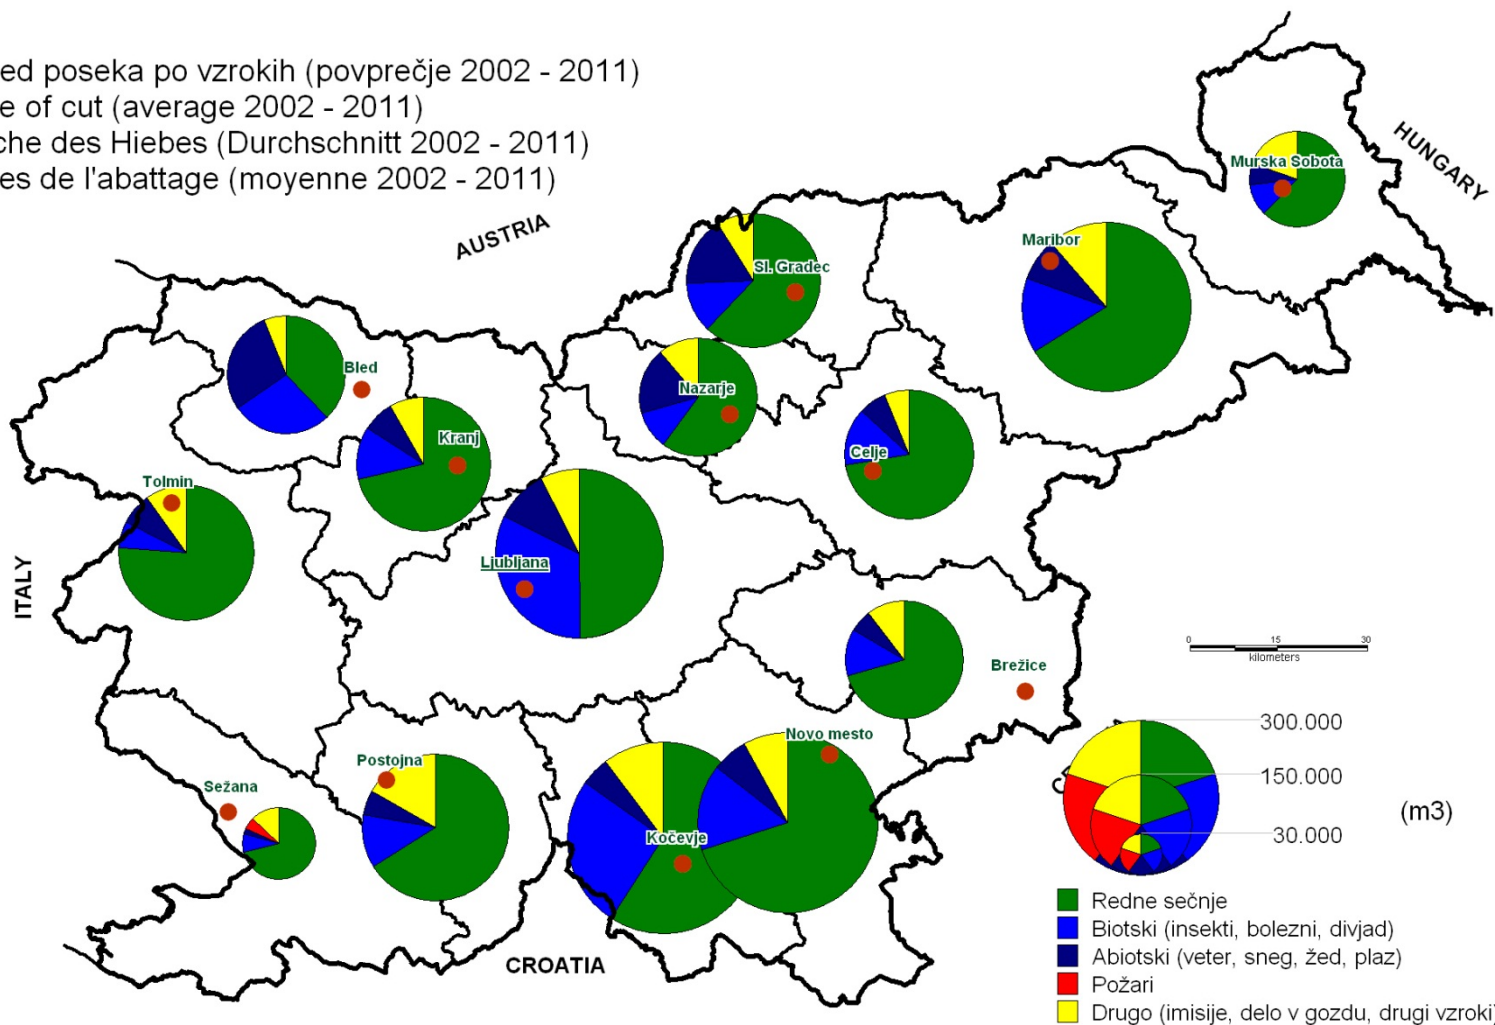 ed poseka po vzrokih (povprečje 2002 - 2011)
e of cut (average 2002 - 2011)
che des Hiebes (Durchschnitt 2002 - 2011)
es de l'abattage (moyenne 2002 - 2011)
HUNGARY
Murska Sobota
AUSTRIA
Maribor
Sl. Gradec
Bled
Nazarje
Kranj
Celje
Tolmin
Ljubljana
ITALY
0 15 30
kilometers
Brežice
Novo mesto
Postojna
Sežana
Kočevje
CROATIA
300.000
150.000
30.000
(m3)
Redne sečnje
Biotski (insekti, bolezni, divjad)
Abiotski (veter, sneg, žed, plaz)
Požari
Drugo (imisije, delo v gozdu, drugi vzroki)